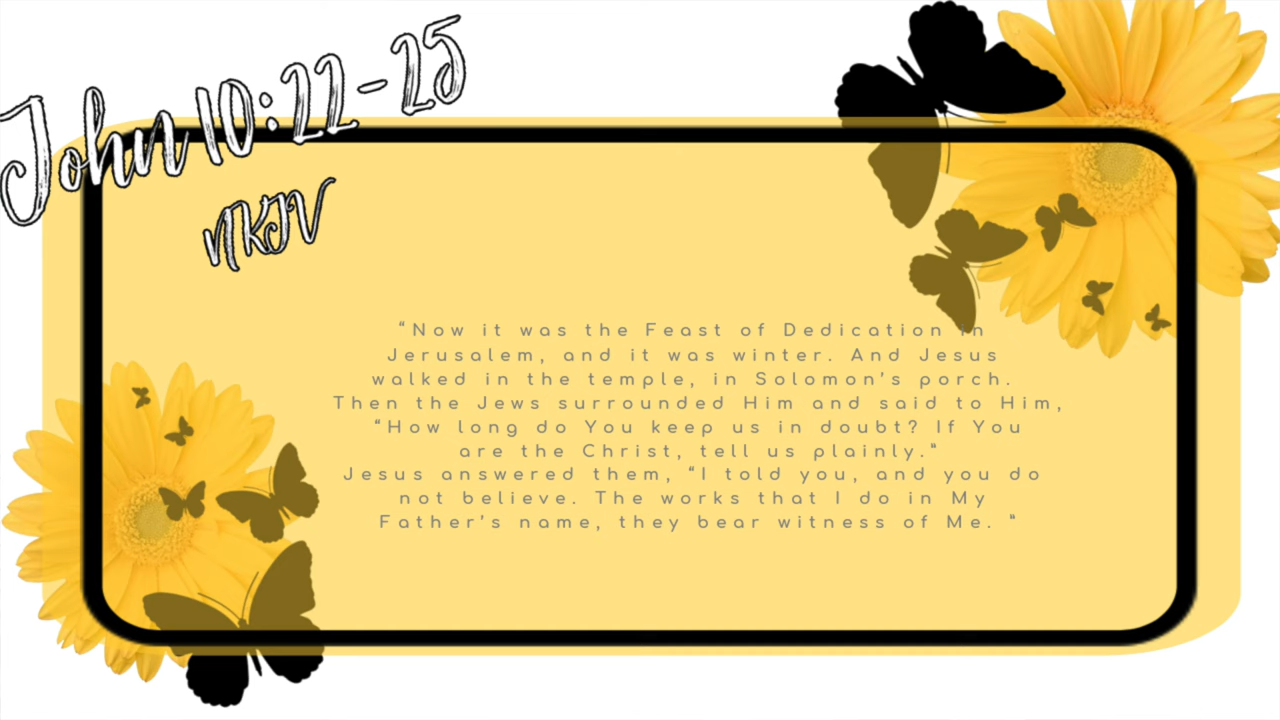 John 10:22-25
NKJV
“Now it was the Feast of Dedication in
Jerusalem, and it was winter. And Jesus
walked in the temple, in Solomon’s porch.
Then the Jews surrounded Him and said to Him,
“How long do You keep us in doubt? If You
are the Christ, tell us plainly.”
Jesus answered them, “I told you, and you do
not believe. The works that I do in My
Father’s name, they bear witness of Me. ”